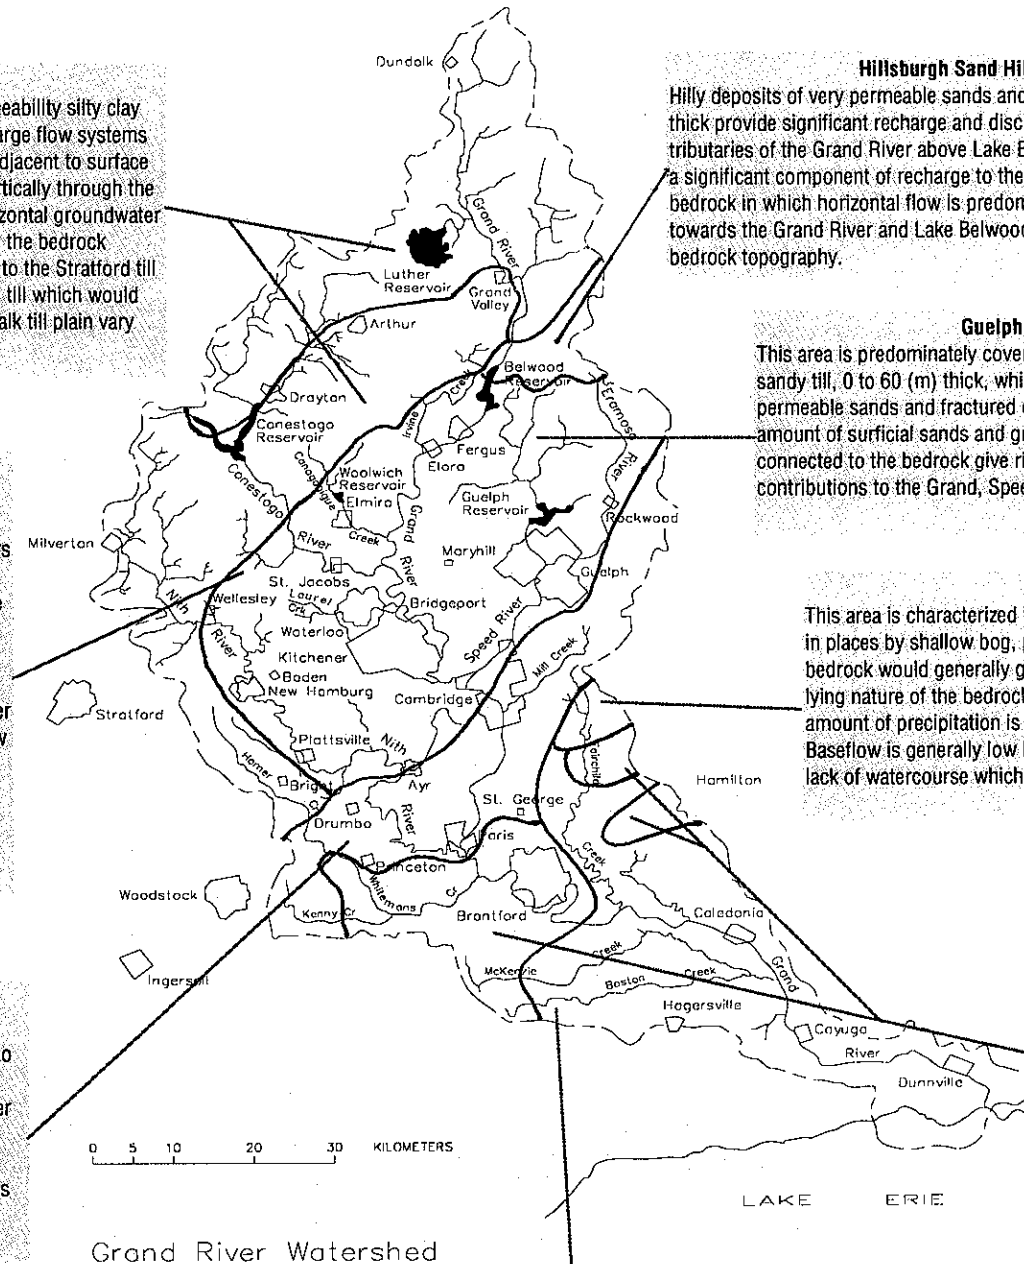 Dundalk
Hillsburgh Sand Hil
Hilly deposits of very permeable sands and
thick provide significant recharge and disc
tributaries of the Grand River above Lake B
a significant component of recharge to the
bedrock in which horizontal flow is predom
towards the Grand River and Lake Belwood
bedrock topography.
eability silty clay
arge flow systems
djacent to surface
rtically through the
zontal groundwater
the bedrock
to the Stratford till
till which would
alk till plain vary
Grand River
Luther
Reservoir
Grand
Valley
Arthur
Guelph
This area is predominately cover
sandy till, 0 to 60 (m) thick, whi
permeable sands and fractured
amount of surficial sands and gr
connected to the bedrock give ri
contributions to the Grand, Spee
Belwood
Reservoir
Drayton
Irvine Creek
Eramosa
River
Conestogo
Reservoir
Fergus
Elora
Conestogo
River
Canagagigue
Creek
Woolwich
Reservoir
Elmira
Guelph
Reservoir
Rockwood
Grand
River
Milverton
Maryhill
rs
St. Jacobs
Guelph
Nith
River
Wellesley
Laurel
Crk
Bridgeport
Waterloo
Speed River
This area is characterized
in places by shallow bog,
bedrock would generally g
lying nature of the bedrock
amount of precipitation is
Baseflow is generally low
lack of watercourse which
Kitchener
Mill Creek
Baden
New Hamburg
Cambridge
er
w
Stratford
Plattsville
Nith
River
Fairchild
Creek
Hamilton
Horner
Cr
Bright
Ayr
St. George
Drumbo
Paris
Princeton
Woodstock
Whitemans
Cr
Kenny Cr
Brantford
Caledonia
McKenzie
Creek
Grand
Ingersoll
Boston
Creek
Hagersville
Cayuga
River
Dunnville
o
er
s
0 5 10 20 30 KILOMETERS
LAKE ERIE
Grand River Watershed